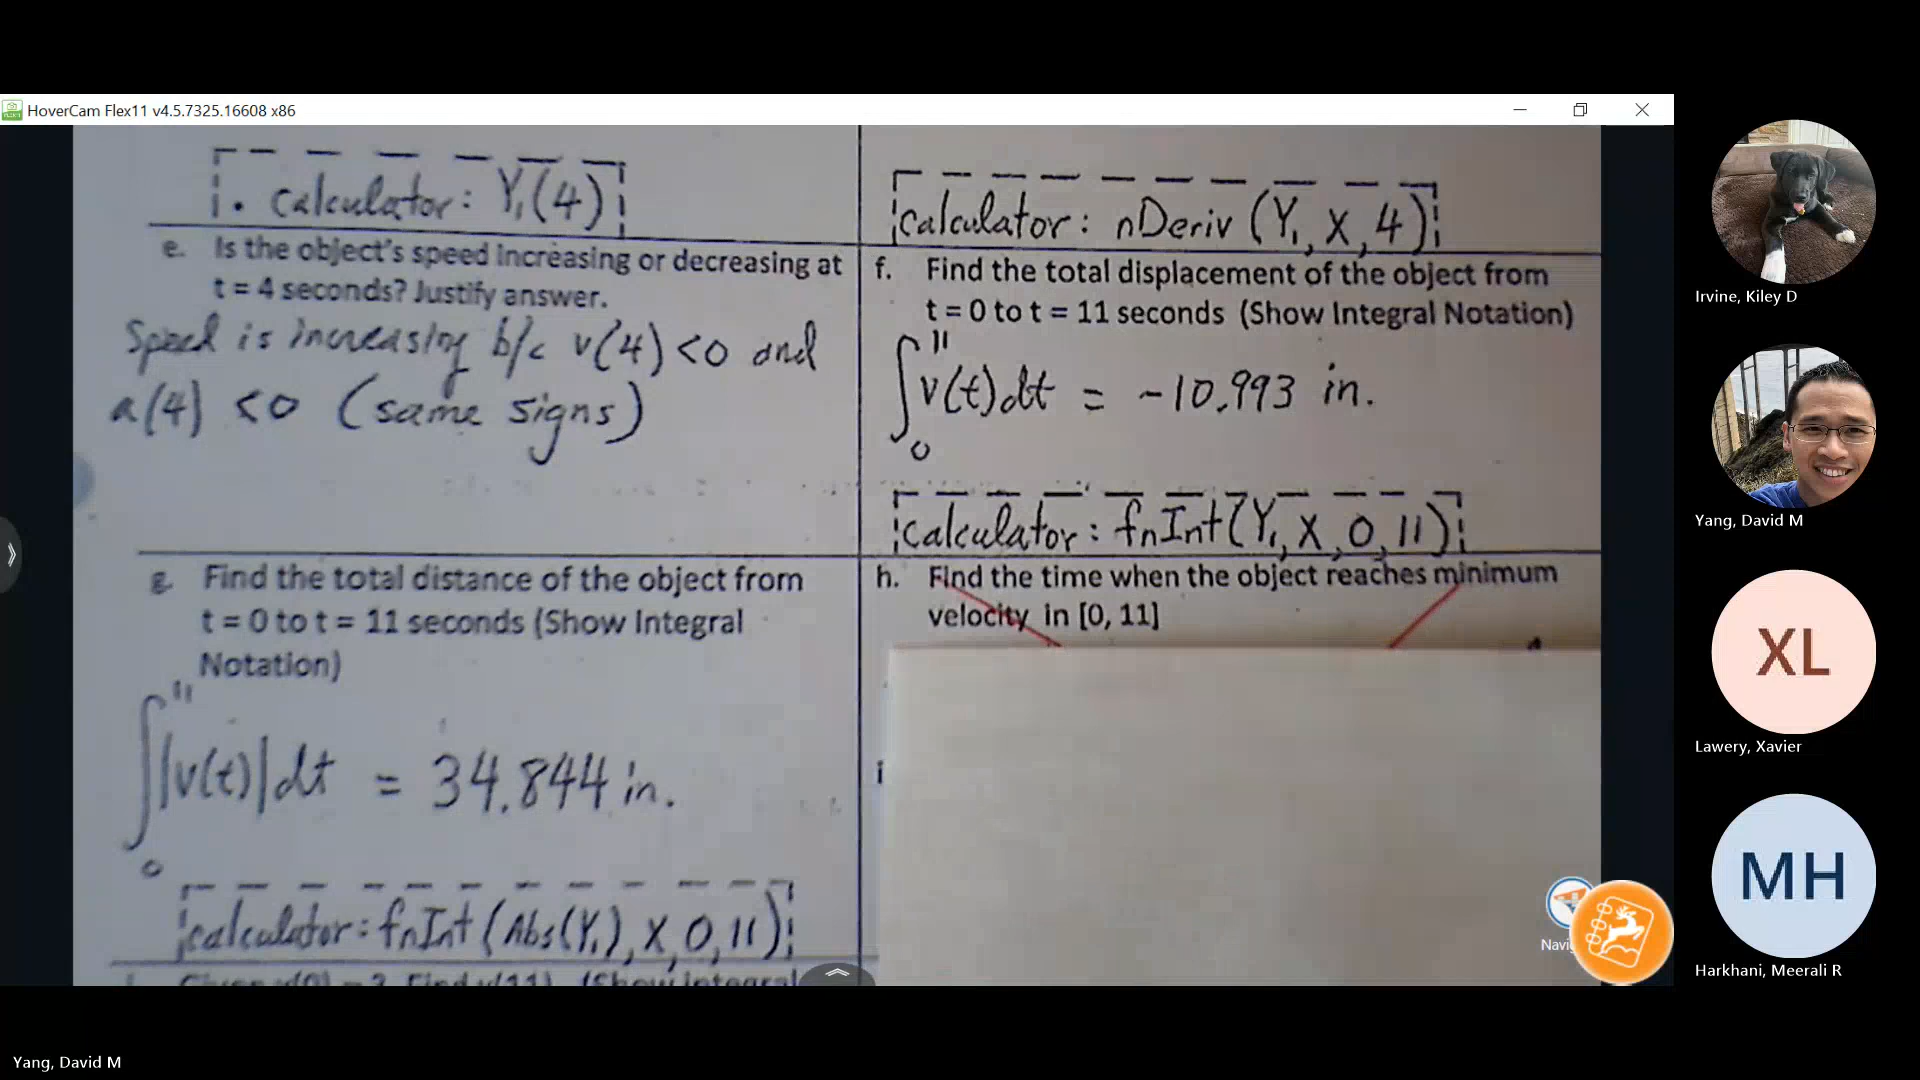 HoverCam Flex11 v4.5.7325.16608 x86
. calculator: Y₁(4)
calculator: nDeriv(Y₁, X, 4)
e. Is the object's speed increasing or decreasing at
t = 4 seconds? Justify answer.
Speed is increasing b/c v(4) <0 and
a(4) <0 (same signs)
f. Find the total displacement of the object from
t = 0 to t = 11 seconds (Show Integral Notation)
∫₀¹¹ v(t)dt = -10.993 in.
calculator: fnInt(Y₁, X, 0, 11)
g. Find the total distance of the object from
t = 0 to t = 11 seconds (Show Integral
Notation)
∫₀¹¹ |v(t)|dt = 34.844 in.
calculator: fnInt(Abs(Y₁), X, 0, 11)
h. Find the time when the object reaches minimum
velocity in [0, 11]
i
Irvine, Kiley D
Yang, David M
XL
Lawery, Xavier
MH
Harkhani, Meerali R
Yang, David M